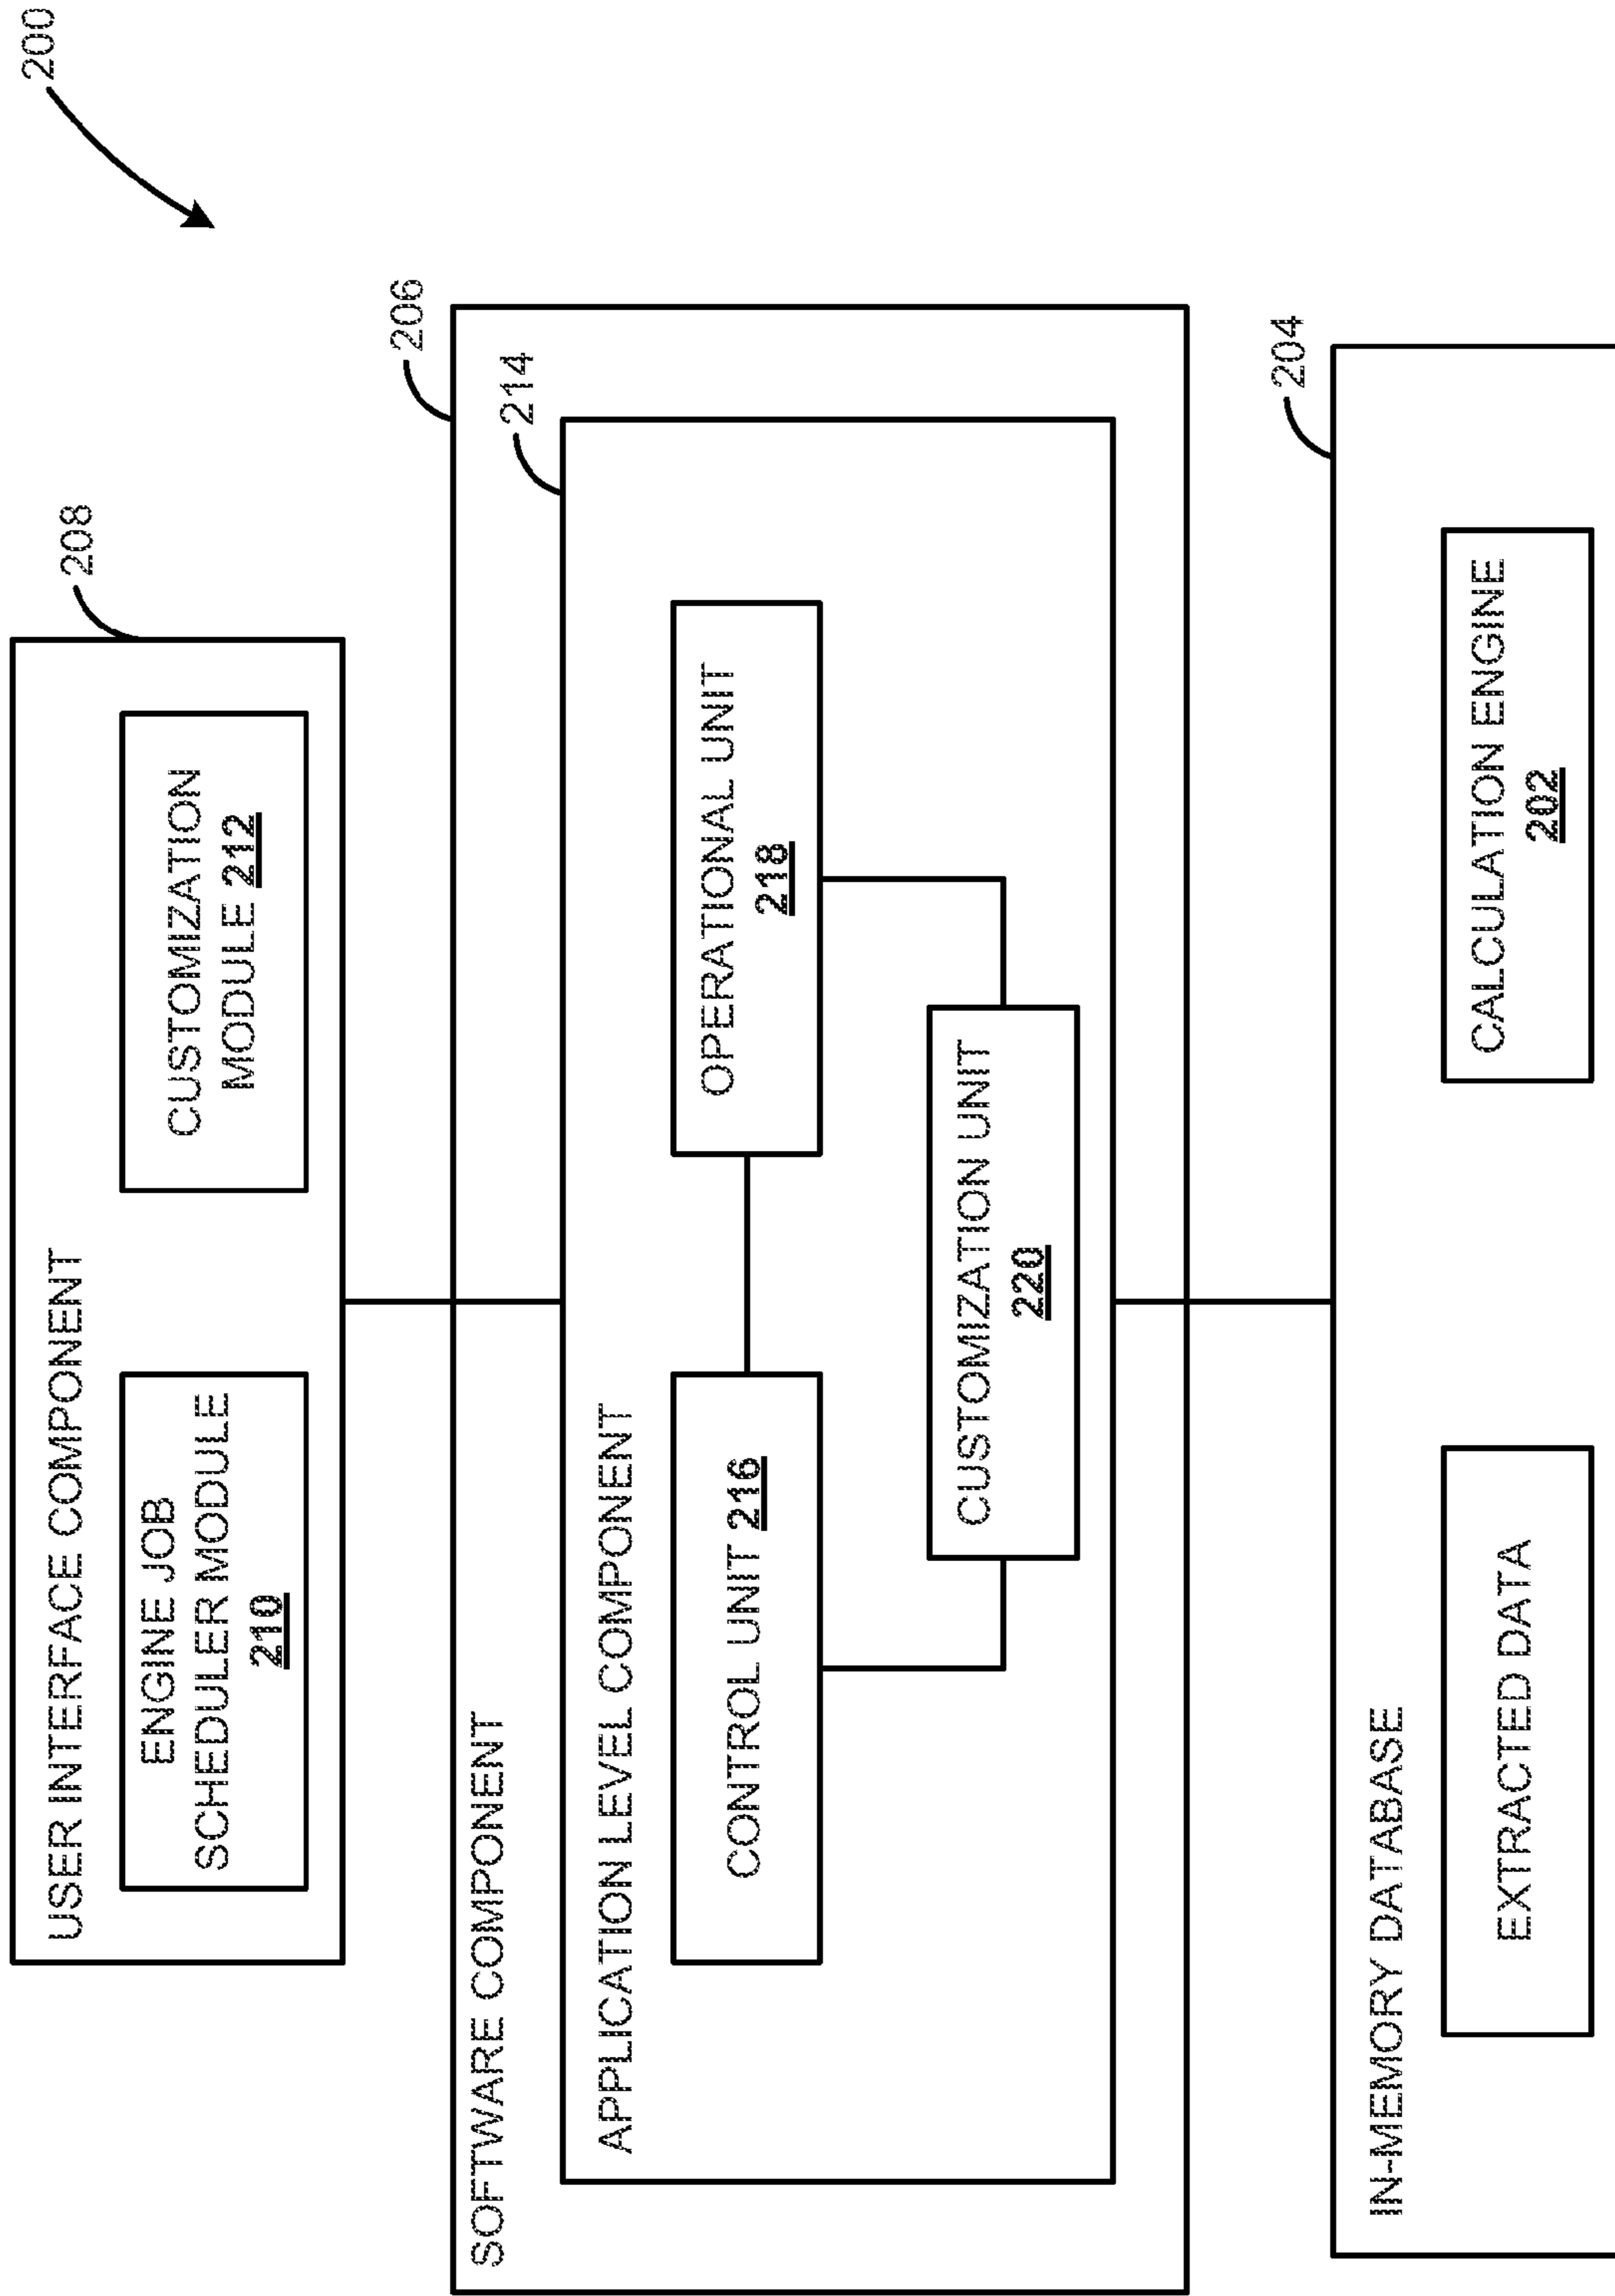 200
208
USER INTERFACE COMPONENT
ENGINE JOB
SCHEDULER MODULE
210
CUSTOMIZATION
MODULE 212
206
SOFTWARE COMPONENT
214
APPLICATION LEVEL COMPONENT
CONTROL UNIT 216
OPERATIONAL UNIT
218
CUSTOMIZATION UNIT
220
204
IN-MEMORY DATABASE
EXTRACTED DATA
CALCULATION ENGINE
202